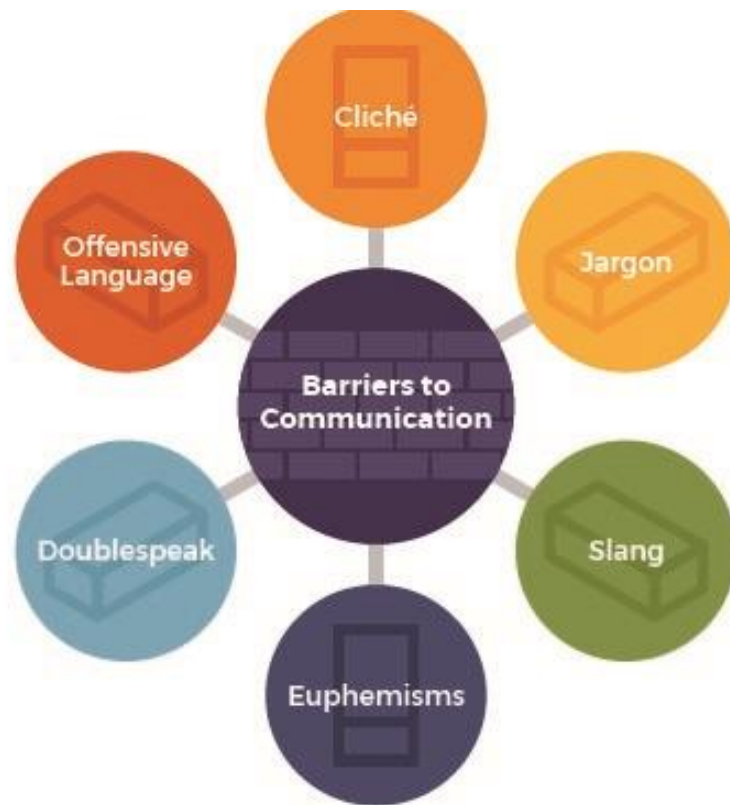 Cliché
Offensive
Language
Jargon
Barriers to
Communication
Doublespeak
Slang
Euphemisms